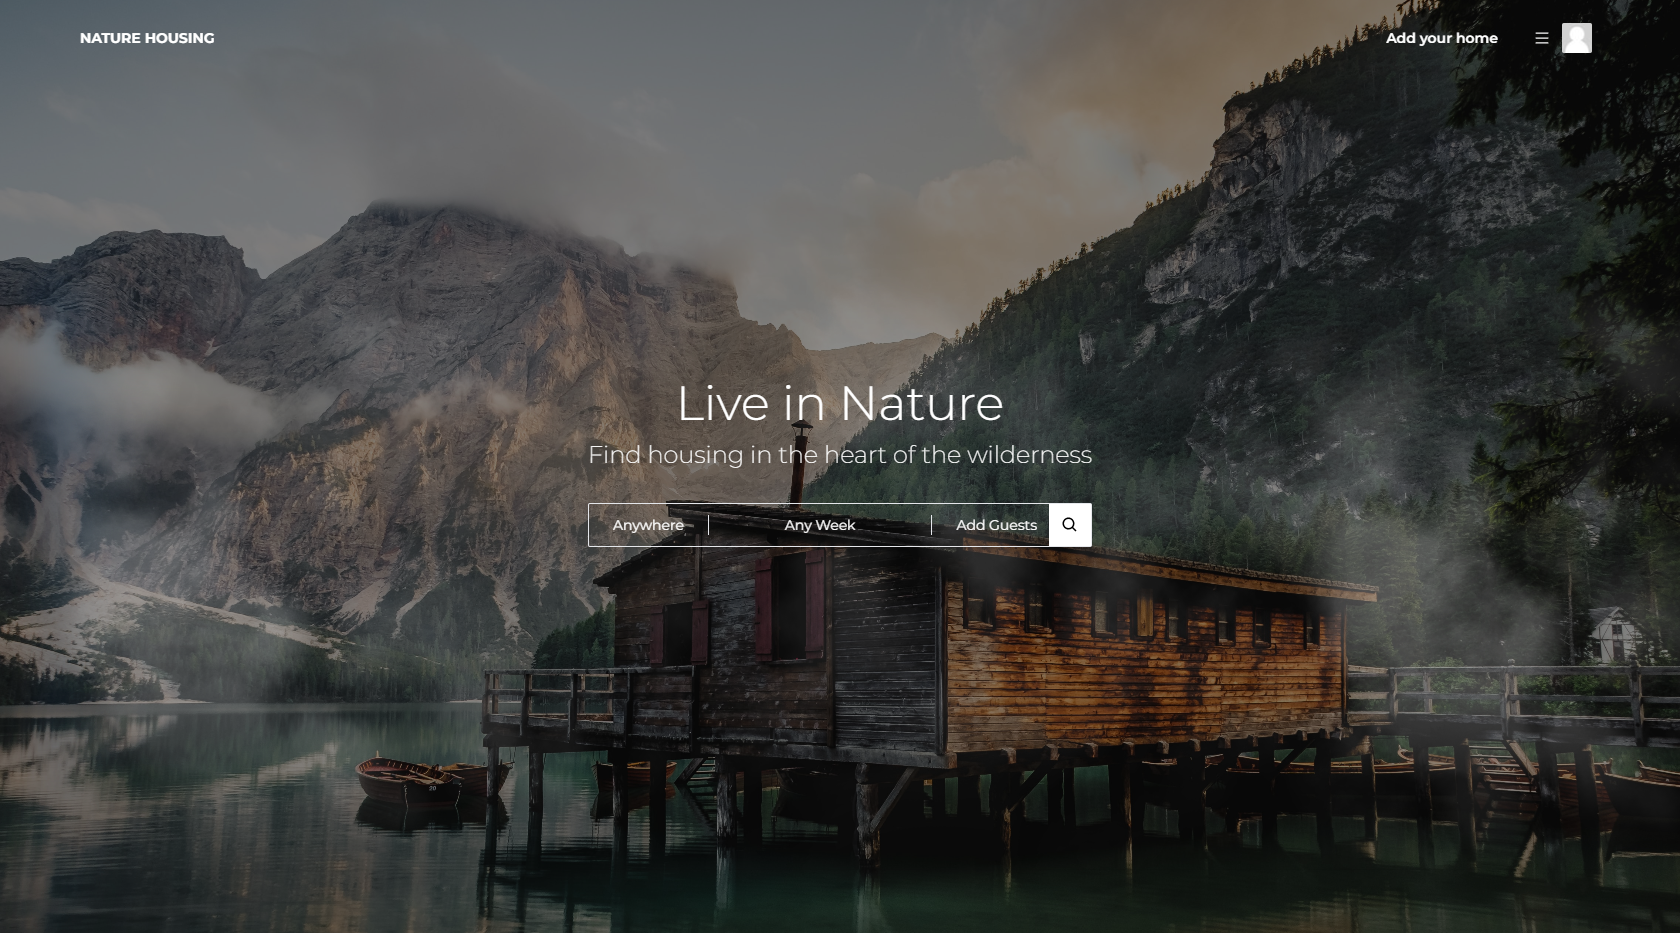 NATURE HOUSING
Add your home
Live in Nature
Find housing in the heart of the wilderness
Anywhere
Any Week
Add Guests